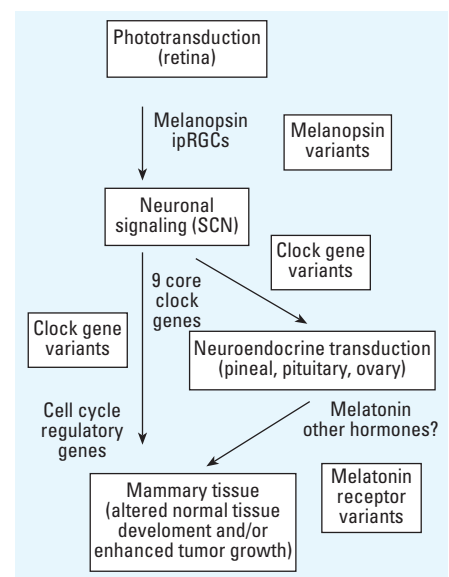 Phototransduction
(retina)
Melanopsin
ipRGCs
Melanopsin
variants
Neuronal
signaling (SCN)
Clock gene
variants
9 core
clock
genes
Clock gene
variants
Neuroendocrine transduction
(pineal, pituitary, ovary)
Cell cycle
regulatory
genes
Melatonin
other hormones?
Mammary tissue
(altered normal tissue
develoment and/or
enhanced tumor growth)
Melatonin
receptor
variants